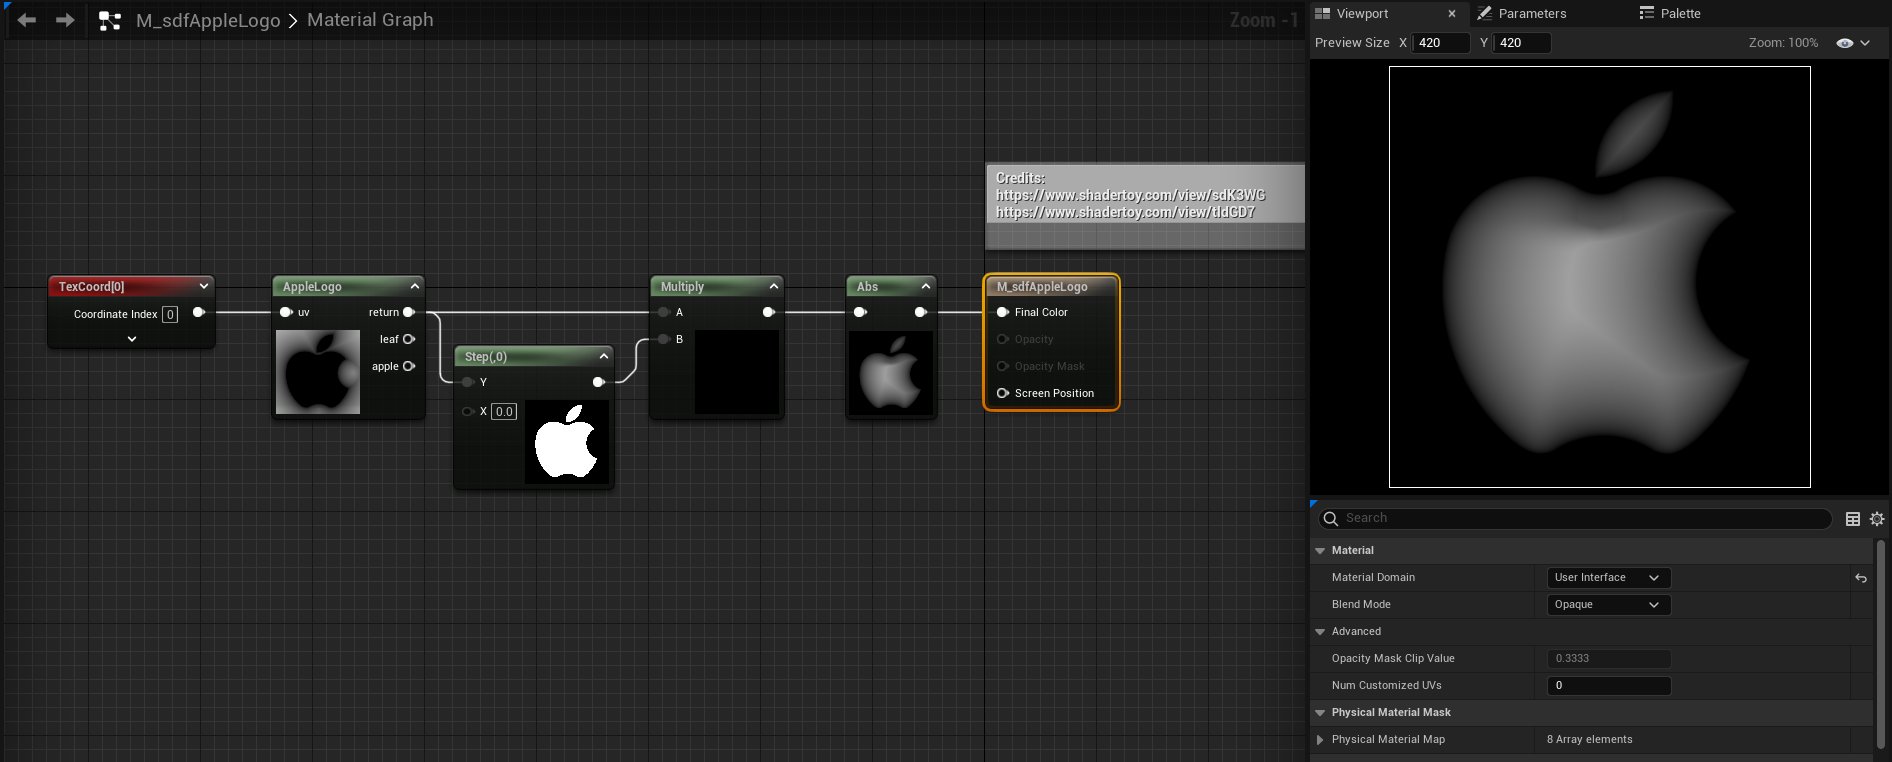 M_sdfAppleLogo > Material Graph
Zoom -1
Credits:
https://www.shadertoy.com/view/sdK3WG
https://www.shadertoy.com/view/tldGD7
TexCoord[0]
Coordinate Index 0
AppleLogo
uv return
leaf
apple
Step(,0)
Y
X 0.0
Multiply
A
B
Abs
M_sdfAppleLogo
Final Color
Opacity
Opacity Mask
Screen Position
Viewport
Parameters
Palette
Preview Size X 420 Y 420
Zoom: 100%
Search
Material
Material Domain User Interface
Blend Mode Opaque
Advanced
Opacity Mask Clip Value 0.3333
Num Customized UVs 0
Physical Material Mask
Physical Material Map 8 Array elements